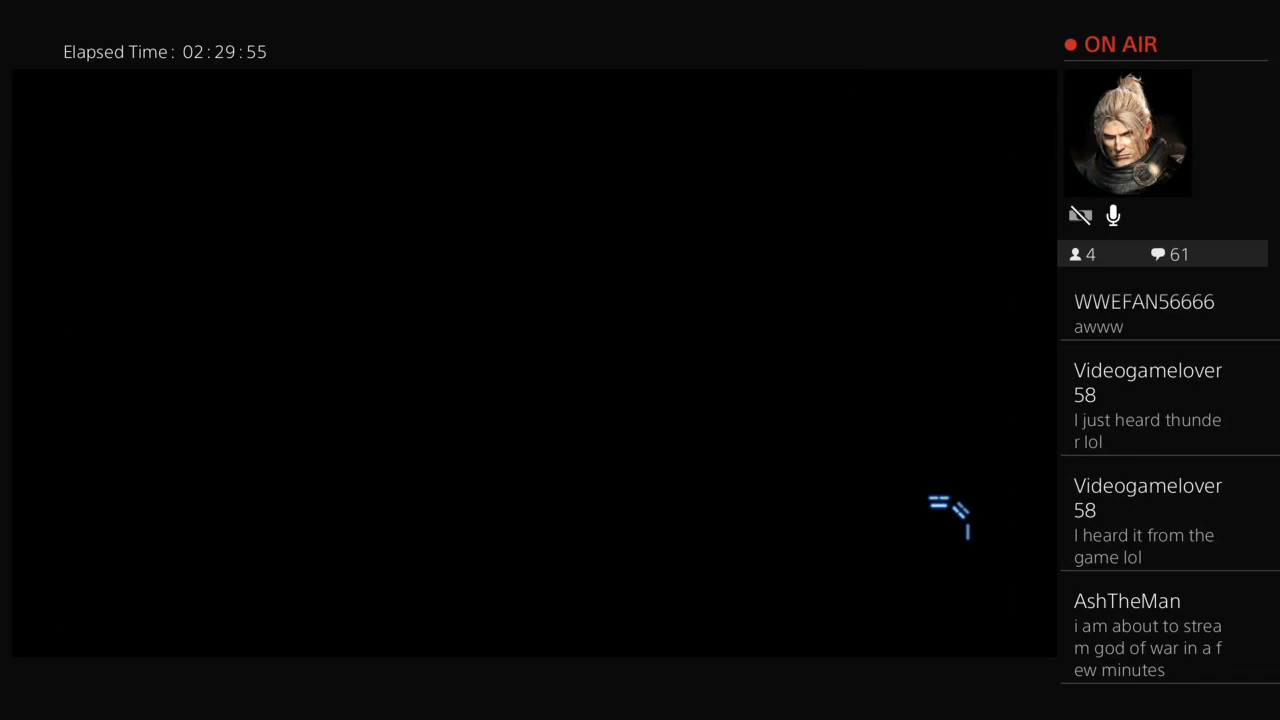 Elapsed Time: 02:29:55
ON AIR
4 61
WWEFAN56666
awww
Videogamelover
58
I just heard thunde
r lol
Videogamelover
58
I heard it from the
game lol
AshTheMan
i am about to strea
m god of war in a f
ew minutes